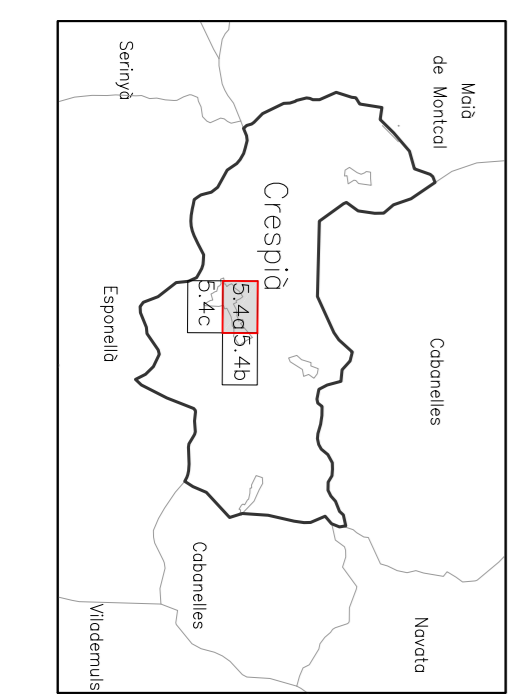 Serinyà
Maià
de Montcal
Crespià
5.4a
5.4b
5.4c
Esponellà
Cabanelles
Cabanelles
Navata
Vilademuls